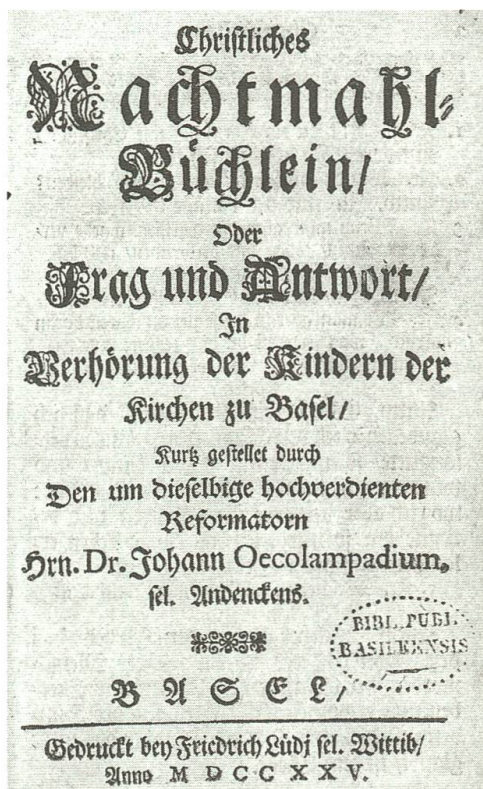 Christliches
Nachtmahl-
Büchlein/
Oder
Frag und Antwort/
In
Verhörung der Kindern der
Kirchen zu Basel/
Kurtz gestellet durch
Den um dieselbige hochverdienten
Reformatorn
Hrn. Dr. Johann Oecolampadium,
sel. Andenckens.
BIBL. PUBL.
BASILEENSIS
BASEL/
Gedruckt bey Friedrich Lüdj sel. Wittib/
Anno MDCCXXV.